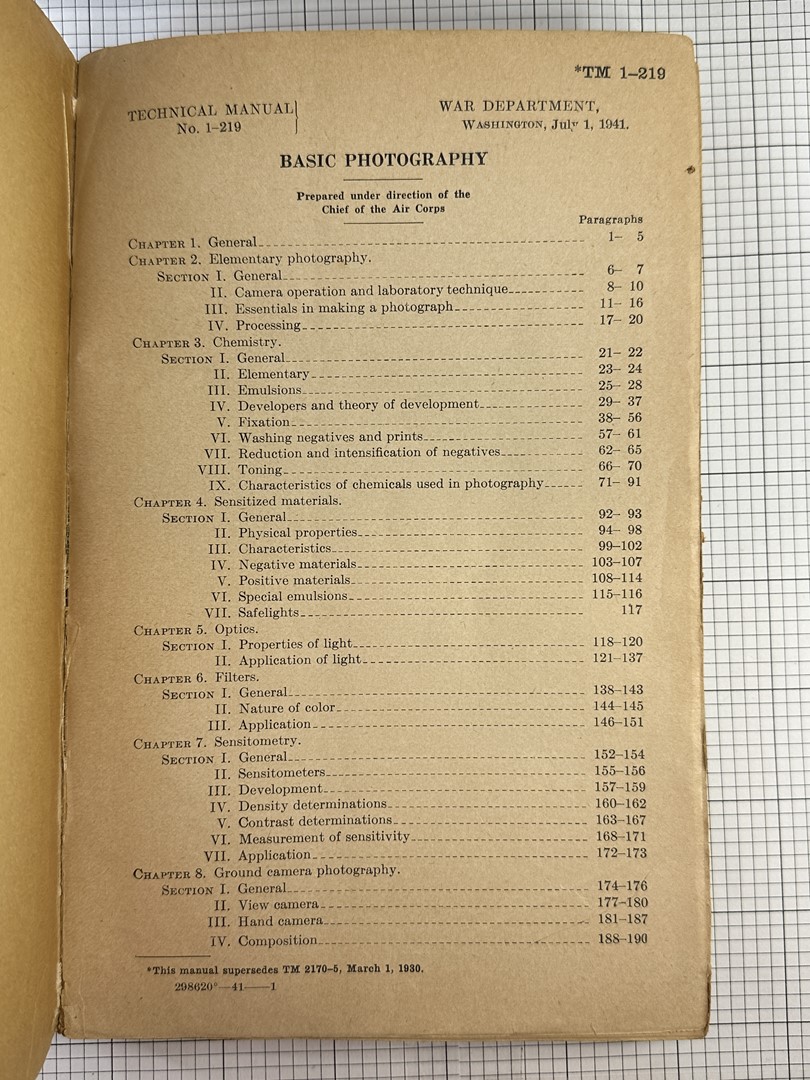 *TM 1–219
TECHNICAL MANUAL
No. 1–219
WAR DEPARTMENT,
WASHINGTON, July 1, 1941.
BASIC PHOTOGRAPHY
Prepared under direction of the
Chief of the Air Corps
Paragraphs
CHAPTER 1. General 1– 5
CHAPTER 2. Elementary photography.
SECTION I. General 6– 7
II. Camera operation and laboratory technique 8– 10
III. Essentials in making a photograph 11– 16
IV. Processing 17– 20
CHAPTER 3. Chemistry.
SECTION I. General 21– 22
II. Elementary 23– 24
III. Emulsions 25– 28
IV. Developers and theory of development 29– 37
V. Fixation 38– 56
VI. Washing negatives and prints 57– 61
VII. Reduction and intensification of negatives 62– 65
VIII. Toning 66– 70
IX. Characteristics of chemicals used in photography 71– 91
CHAPTER 4. Sensitized materials.
SECTION I. General 92– 93
II. Physical properties 94– 98
III. Characteristics 99–102
IV. Negative materials 103–107
V. Positive materials 108–114
VI. Special emulsions 115–116
VII. Safelights 117
CHAPTER 5. Optics.
SECTION I. Properties of light 118–120
II. Application of light 121–137
CHAPTER 6. Filters.
SECTION I. General 138–143
II. Nature of color 144–145
III. Application 146–151
CHAPTER 7. Sensitometry.
SECTION I. General 152–154
II. Sensitometers 155–156
III. Development 157–159
IV. Density determinations 160–162
V. Contrast determinations 163–167
VI. Measurement of sensitivity 168–171
VII. Application 172–173
CHAPTER 8. Ground camera photography.
SECTION I. General 174–176
II. View camera 177–180
III. Hand camera 181–187
IV. Composition 188–190
*This manual supersedes TM 2170–5, March 1, 1930.
298620°—41——1